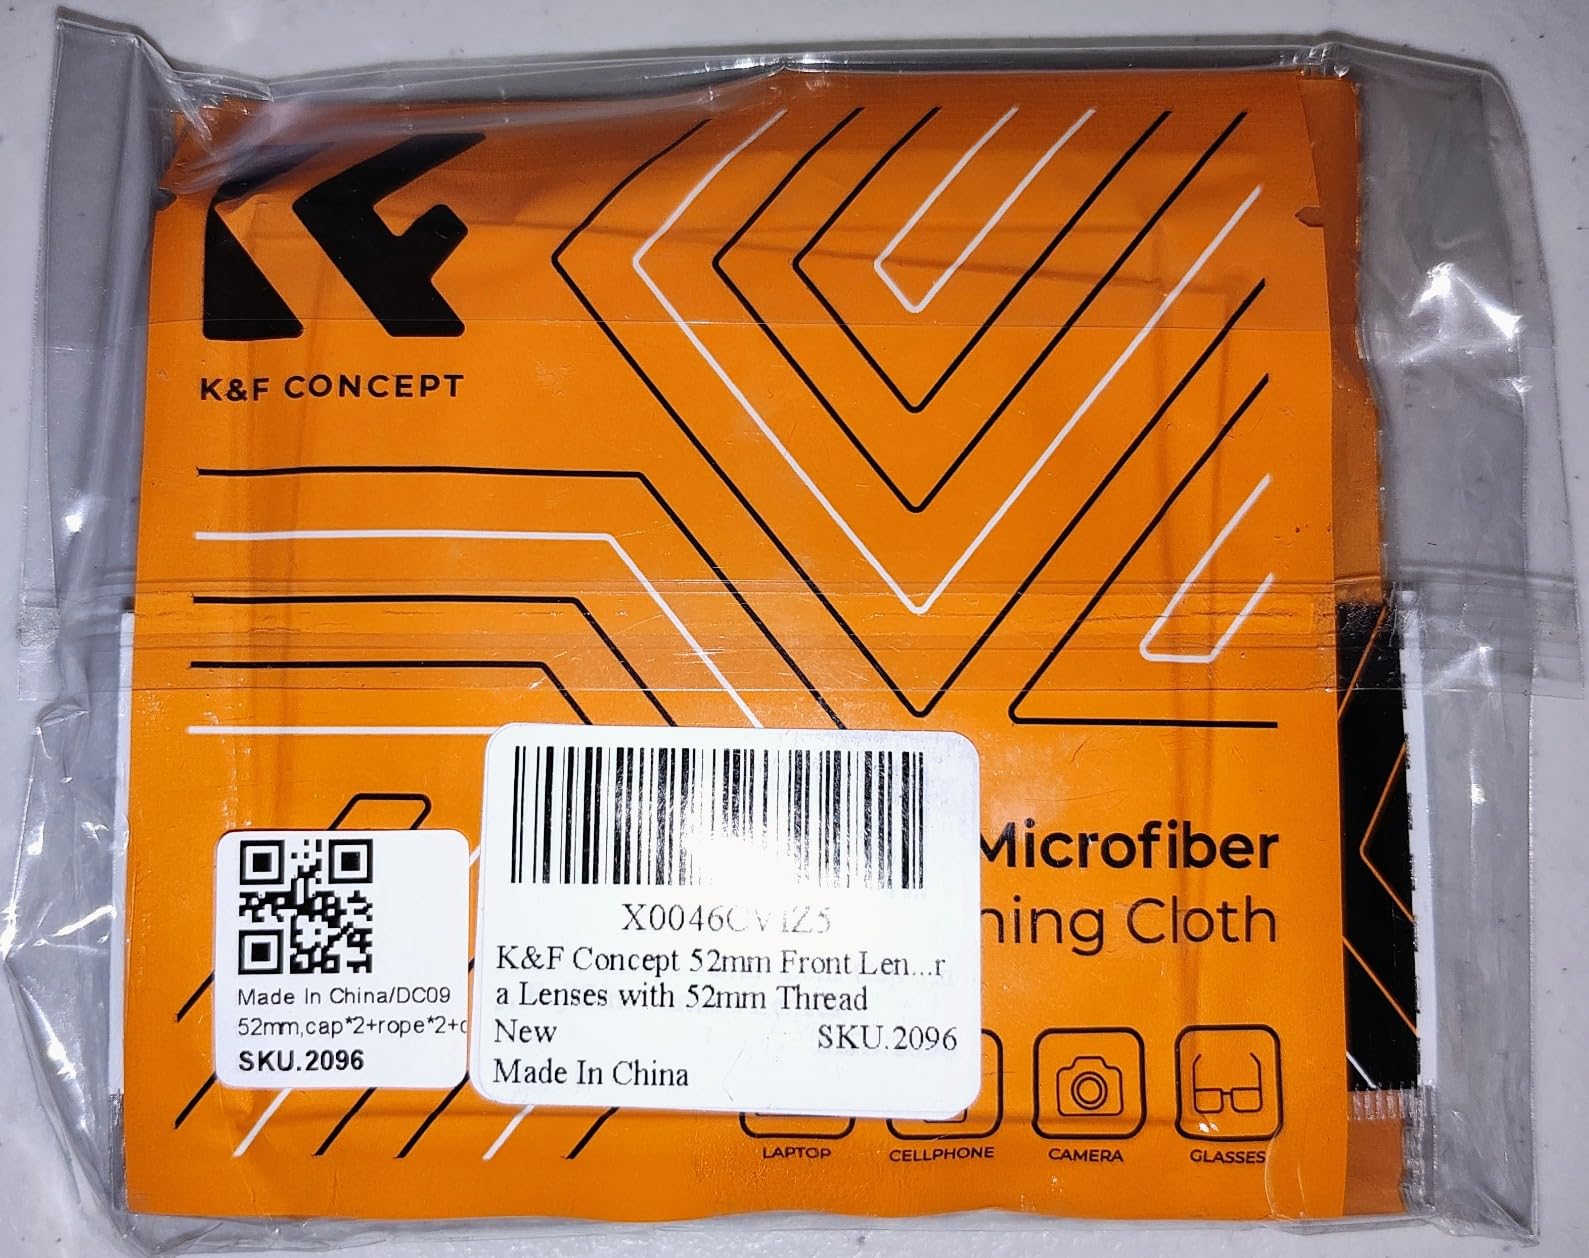 K&F CONCEPT
Microfiber
ning Cloth
K&F Concept 52mm Front Len...r
a Lenses with 52mm Thread
New SKU.2096
Made In China
Made In China/DC09
52mm,cap*2+rope*2+c
SKU.2096
LAPTOP CELLPHONE CAMERA GLASSES